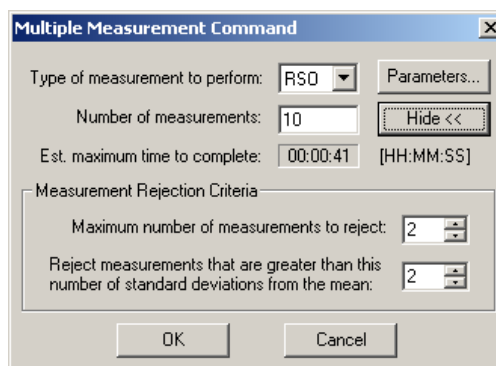 Multiple Measurement Command
Type of measurement to perform: RSO Parameters...
Number of measurements: 10 Hide <<
Est. maximum time to complete: 00:00:41 [HH:MM:SS]
Measurement Rejection Criteria
Maximum number of measurements to reject: 2
Reject measurements that are greater than this
number of standard deviations from the mean: 2
OK Cancel